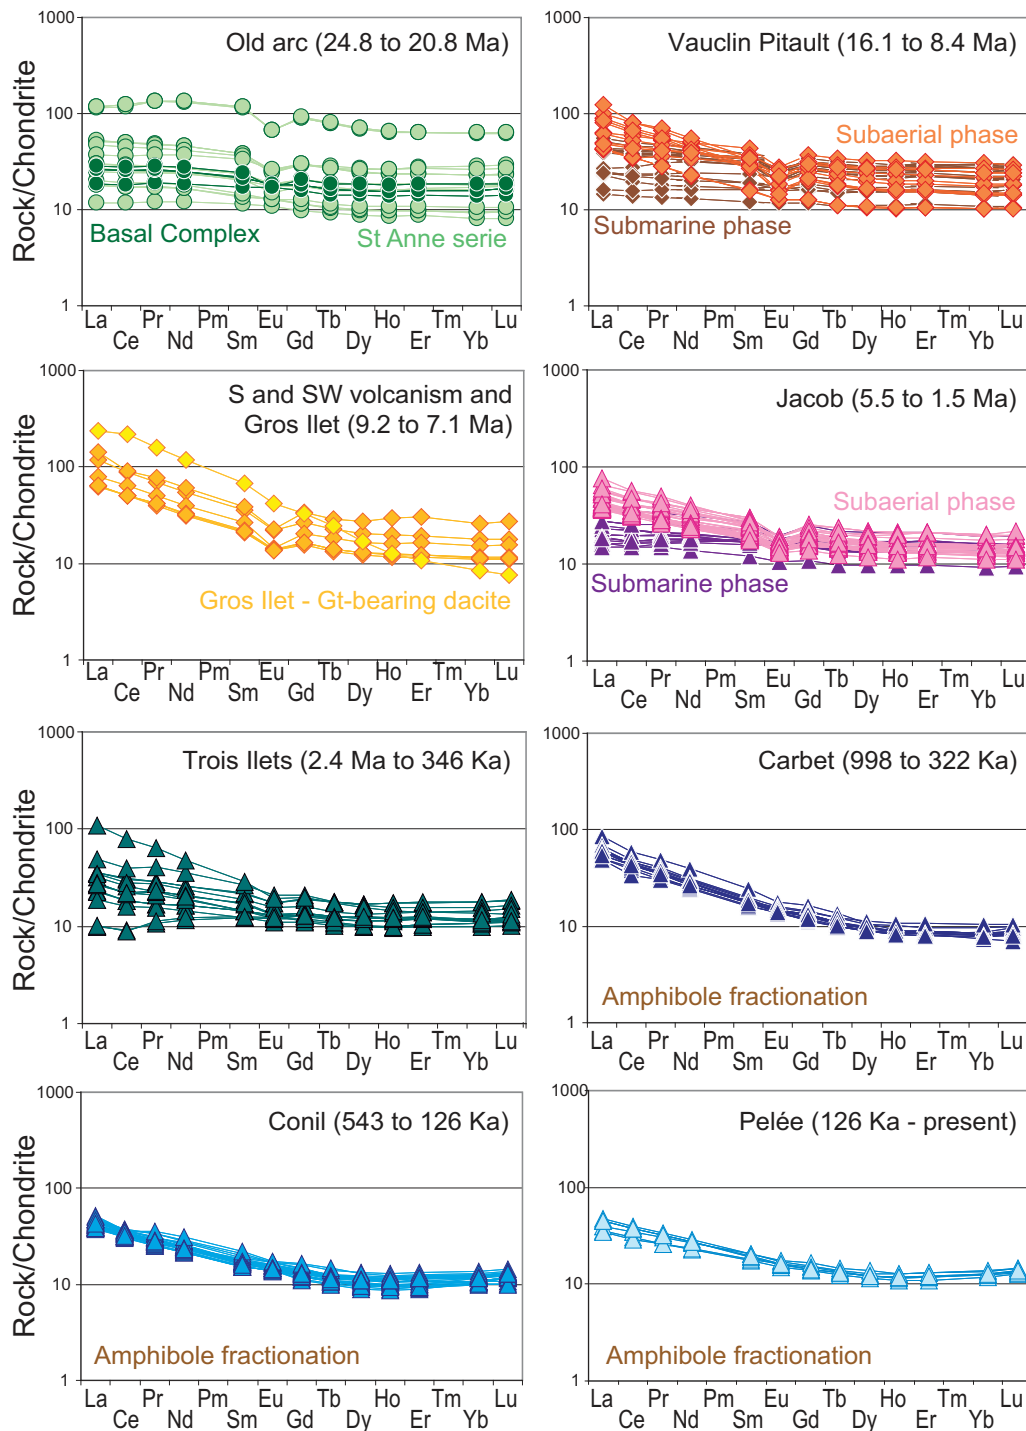 Rock/Chondrite
1000
100
10
1
Old arc (24.8 to 20.8 Ma)
Basal Complex
St Anne serie
La Ce Pr Nd Pm Sm Eu Gd Tb Dy Ho Er Tm Yb Lu
1000
100
10
1
Vauclin Pitault (16.1 to 8.4 Ma)
Subaerial phase
Submarine phase
La Ce Pr Nd Pm Sm Eu Gd Tb Dy Ho Er Tm Yb Lu
Rock/Chondrite
1000
100
10
1
S and SW volcanism and
Gros Ilet (9.2 to 7.1 Ma)
Gros Ilet - Gt-bearing dacite
La Ce Pr Nd Pm Sm Eu Gd Tb Dy Ho Er Tm Yb Lu
1000
100
10
1
Jacob (5.5 to 1.5 Ma)
Subaerial phase
Submarine phase
La Ce Pr Nd Pm Sm Eu Gd Tb Dy Ho Er Tm Yb Lu
Rock/Chondrite
1000
100
10
1
Trois Ilets (2.4 Ma to 346 Ka)
La Ce Pr Nd Pm Sm Eu Gd Tb Dy Ho Er Tm Yb Lu
1000
100
10
1
Carbet (998 to 322 Ka)
Amphibole fractionation
La Ce Pr Nd Pm Sm Eu Gd Tb Dy Ho Er Tm Yb Lu
Rock/Chondrite
1000
100
10
1
Conil (543 to 126 Ka)
Amphibole fractionation
La Ce Pr Nd Pm Sm Eu Gd Tb Dy Ho Er Tm Yb Lu
1000
100
10
1
Pelée (126 Ka - present)
Amphibole fractionation
La Ce Pr Nd Pm Sm Eu Gd Tb Dy Ho Er Tm Yb Lu